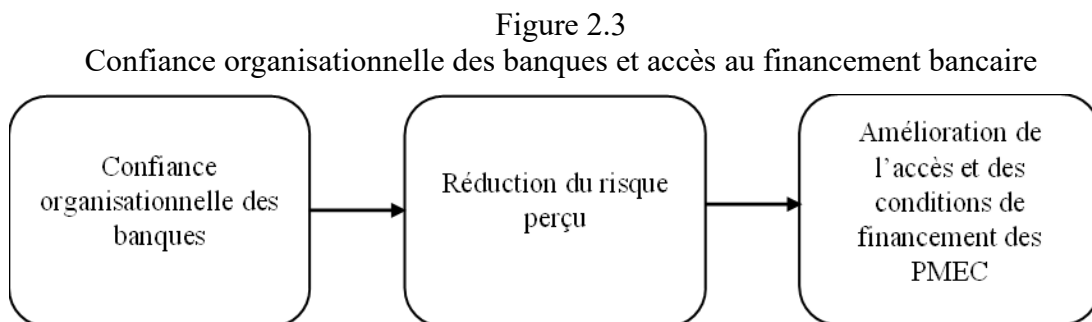 Figure 2.3
Confiance organisationnelle des banques et accès au financement bancaire
Confiance
organisationnelle des
banques
Réduction du risque
perçu
Amélioration de
l'accès et des
conditions de
financement des
PMEC